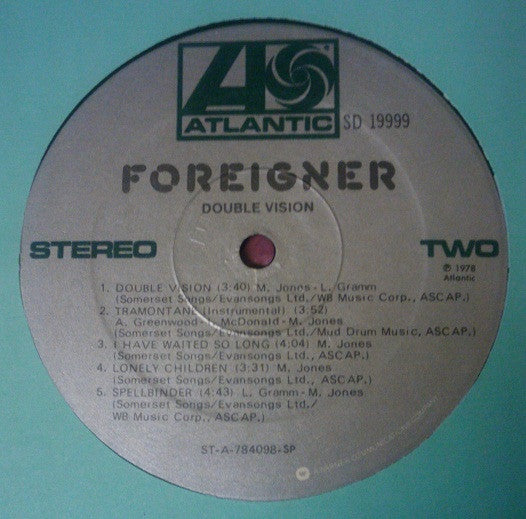 ATLANTIC
SD 19999
FOREIGNER
DOUBLE VISION
STEREO
TWO
℗ 1978
Atlantic
1. DOUBLE VISION (3:40) M. Jones - L. Gramm
(Somerset Songs/Evansongs Ltd./WB Music Corp., ASCAP.)
2. TRAMONTANE (Instrumental) (3:52)
A. Greenwood-I. McDonald-M. Jones
(Somerset Songs/Evansongs Ltd./Mud Drum Music, ASCAP.)
3. I HAVE WAITED SO LONG (4:04) M. Jones
(Somerset Songs/Evansongs Ltd., ASCAP.)
4. LONELY CHILDREN (3:31) M. Jones
(Somerset Songs/Evansongs Ltd., ASCAP.)
5. SPELLBINDER (4:43) L. Gramm-M. Jones
(Somerset Songs/Evansongs Ltd./
WB Music Corp., ASCAP.)
ST-A-784098-SP